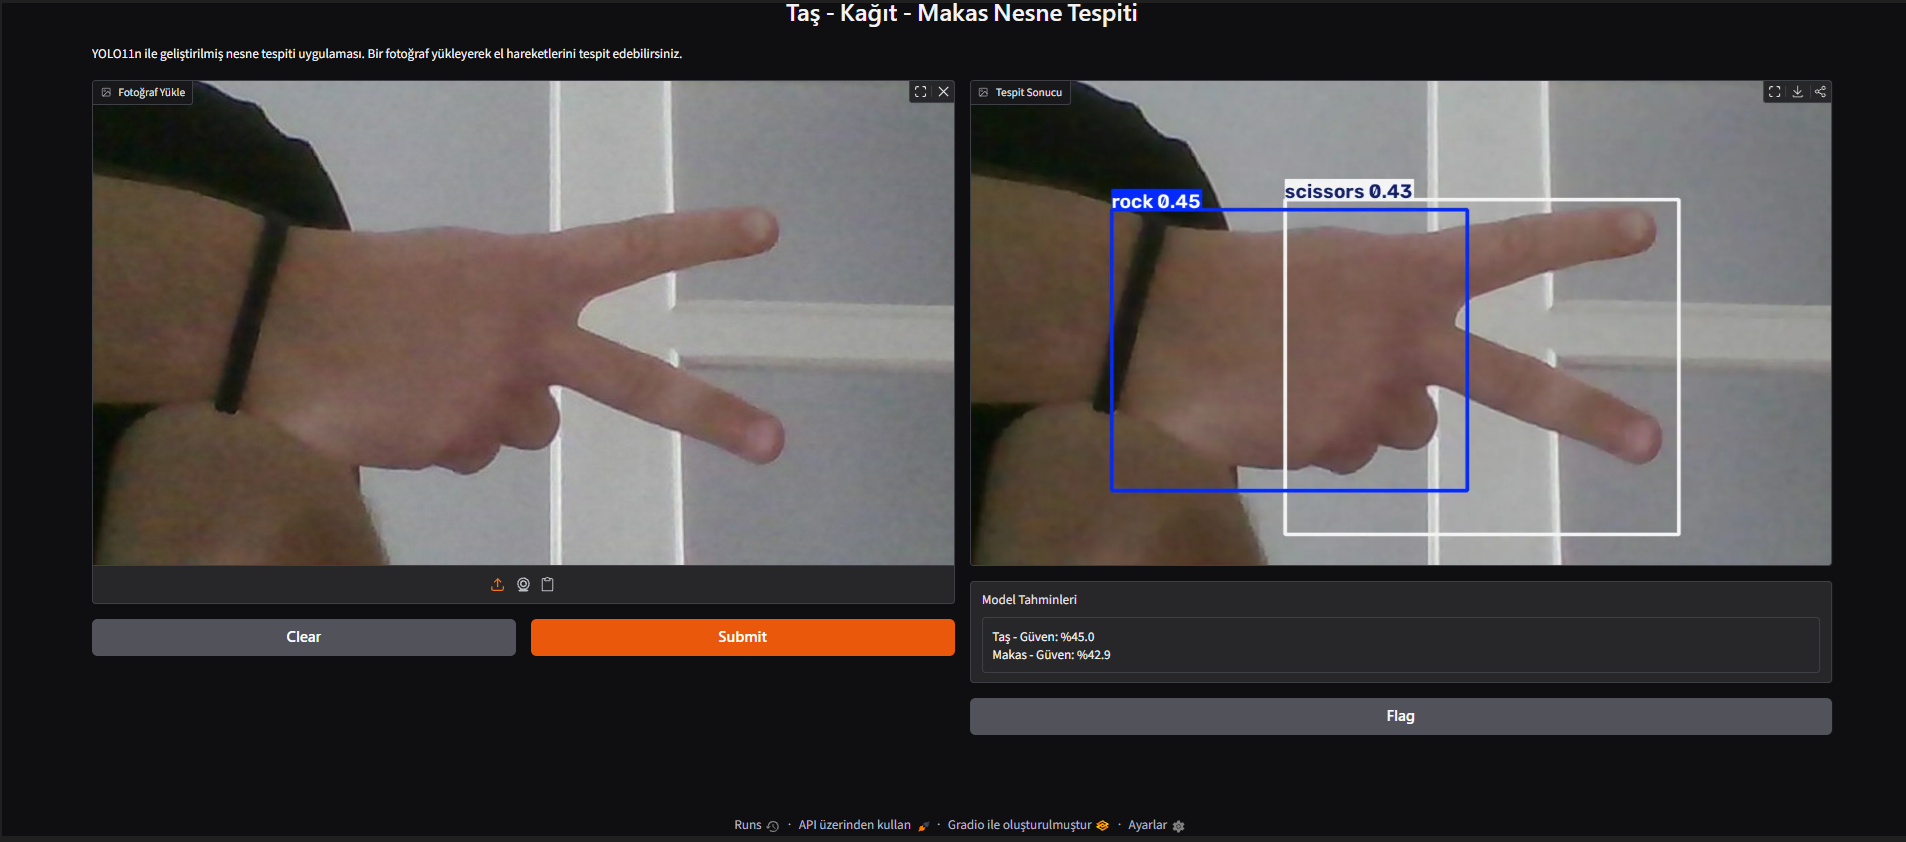 Taş - Kağıt - Makas Nesne Tespiti
YOLO11n ile geliştirilmiş nesne tespiti uygulaması. Bir fotoğraf yükleyerek el hareketlerini tespit edebilirsiniz.
Fotoğraf Yükle
Tespit Sonucu
rock 0.45
scissors 0.43
Clear
Submit
Model Tahminleri
Taş - Güven: %45.0
Makas - Güven: %42.9
Flag
Runs · API üzerinden kullan · Gradio ile oluşturulmuştur · Ayarlar